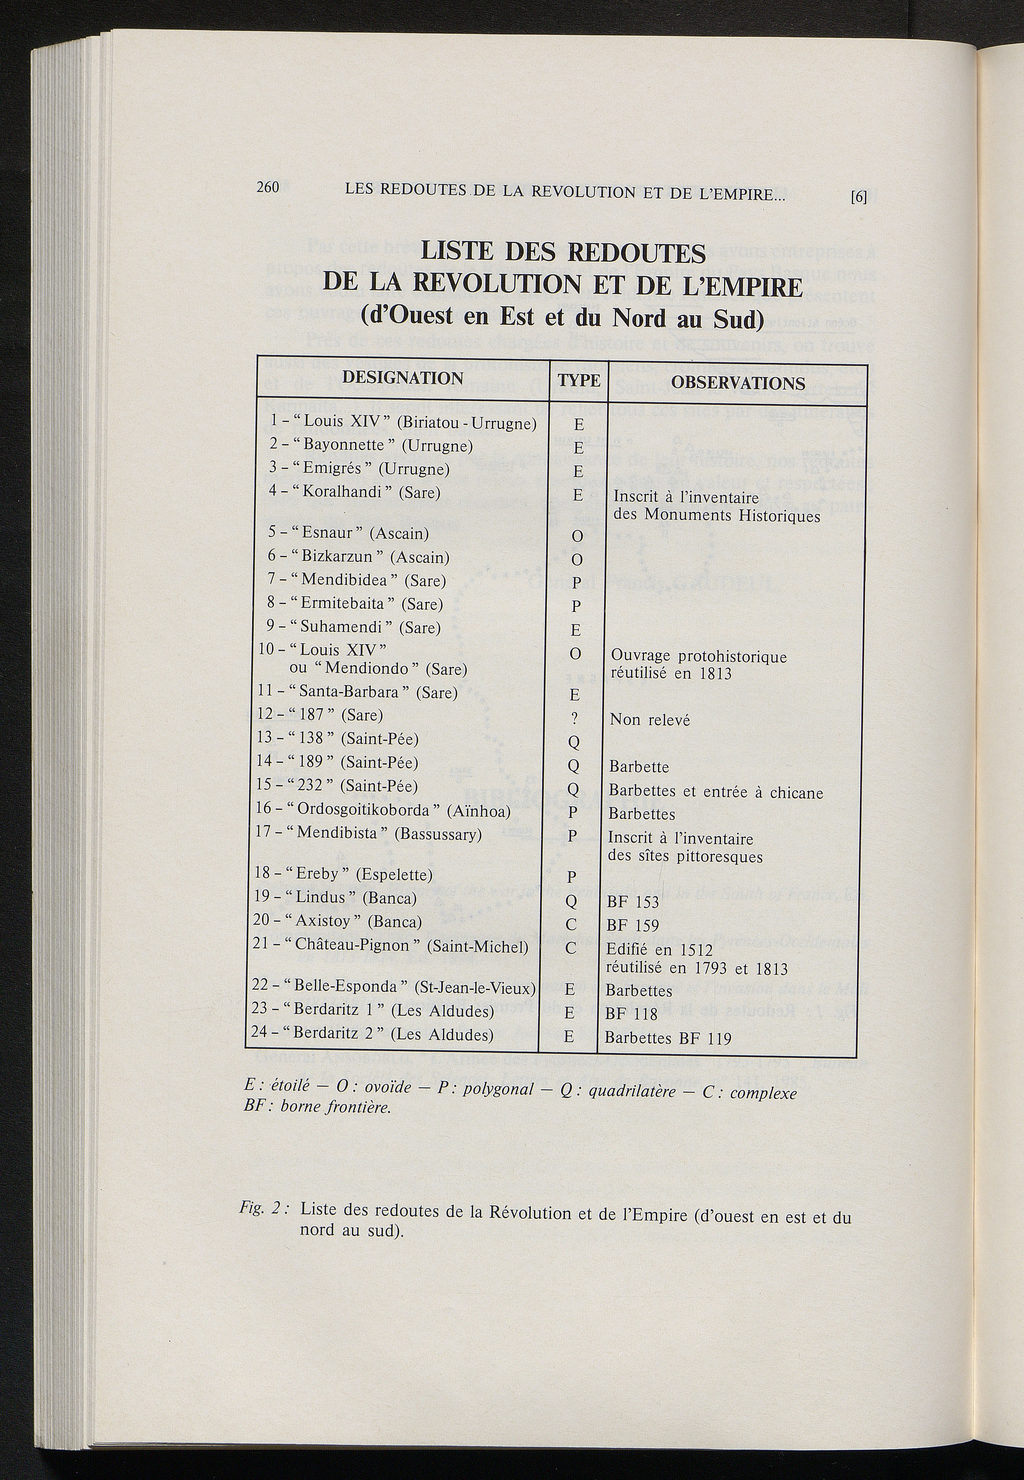 260 LES REDOUTES DE LA REVOLUTION ET DE L'EMPIRE... [6]
LISTE DES REDOUTES
DE LA REVOLUTION ET DE L'EMPIRE
(d'Ouest en Est et du Nord au Sud)
DESIGNATION TYPE OBSERVATIONS
1 – “ Louis XIV ” (Biriatou - Urrugne) E
2 – “ Bayonnette ” (Urrugne) E
3 – “ Emigrés ” (Urrugne) E
4 – “ Koralhandi ” (Sare) E Inscrit à l'inventaire
des Monuments Historiques
5 – “ Esnaur ” (Ascain) O
6 – “ Bizkarzun ” (Ascain) O
7 – “ Mendibidea ” (Sare) P
8 – “ Ermitebaita ” (Sare) P
9 – “ Suhamendi ” (Sare) E
10 – “ Louis XIV ” O Ouvrage protohistorique
ou “ Mendiondo ” (Sare) réutilisé en 1813
11 – “ Santa-Barbara ” (Sare) E
12 – “ 187 ” (Sare) ? Non relevé
13 – “ 138 ” (Saint-Pée) Q
14 – “ 189 ” (Saint-Pée) Q Barbette
15 – “ 232 ” (Saint-Pée) Q Barbettes et entrée à chicane
16 – “ Ordosgoitikoborda ” (Aïnhoa) P Barbettes
17 – “ Mendibista ” (Bassussary) P Inscrit à l'inventaire
des sîtes pittoresques
18 – “ Ereby ” (Espelette) P
19 – “ Lindus ” (Banca) Q BF 153
20 – “ Axistoy ” (Banca) C BF 159
21 – “ Château-Pignon ” (Saint-Michel) C Edifié en 1512
réutilisé en 1793 et 1813
22 – “ Belle-Esponda ” (St-Jean-le-Vieux) E Barbettes
23 – “ Berdaritz 1 ” (Les Aldudes) E BF 118
24 – “ Berdaritz 2 ” (Les Aldudes) E Barbettes BF 119
E : étoilé — O : ovoïde — P : polygonal — Q : quadrilatère — C : complexe
BF : borne frontière.
Fig. 2 : Liste des redoutes de la Révolution et de l'Empire (d'ouest en est et du
nord au sud).